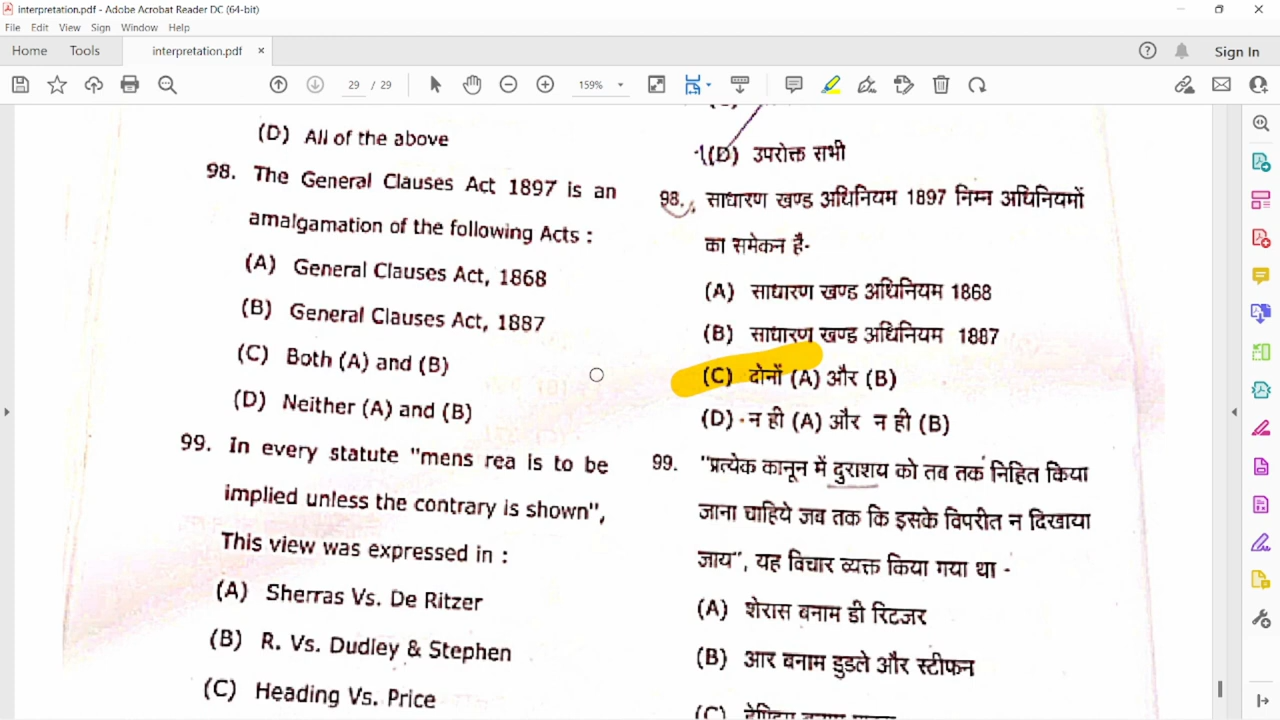 interpretation.pdf - Adobe Acrobat Reader DC (64-bit)
File Edit View Sign Window Help
Home Tools interpretation.pdf × Sign In
29 / 29 159%
(D) All of the above
98. The General Clauses Act 1897 is an
amalgamation of the following Acts :
(A) General Clauses Act, 1868
(B) General Clauses Act, 1887
(C) Both (A) and (B)
(D) Neither (A) and (B)
99. In every statute "mens rea is to be
implied unless the contrary is shown",
This view was expressed in :
(A) Sherras Vs. De Ritzer
(B) R. Vs. Dudley & Stephen
(C) Heading Vs. Price
(D) उपरोक्त सभी
98. साधारण खण्ड अधिनियम 1897 निम्न अधिनियमों
का समेकन है-
(A) साधारण खण्ड अधिनियम 1868
(B) साधारण खण्ड अधिनियम 1887
(C) दोनों (A) और (B)
(D) न ही (A) और न ही (B)
99. "प्रत्येक कानून में दुराशय को तब तक निहित किया
जाना चाहिये जब तक कि इसके विपरीत न दिखाया
जाय", यह विचार व्यक्त किया गया था -
(A) शेरास बनाम डी रिटजर
(B) आर बनाम डुडले और स्टीफन